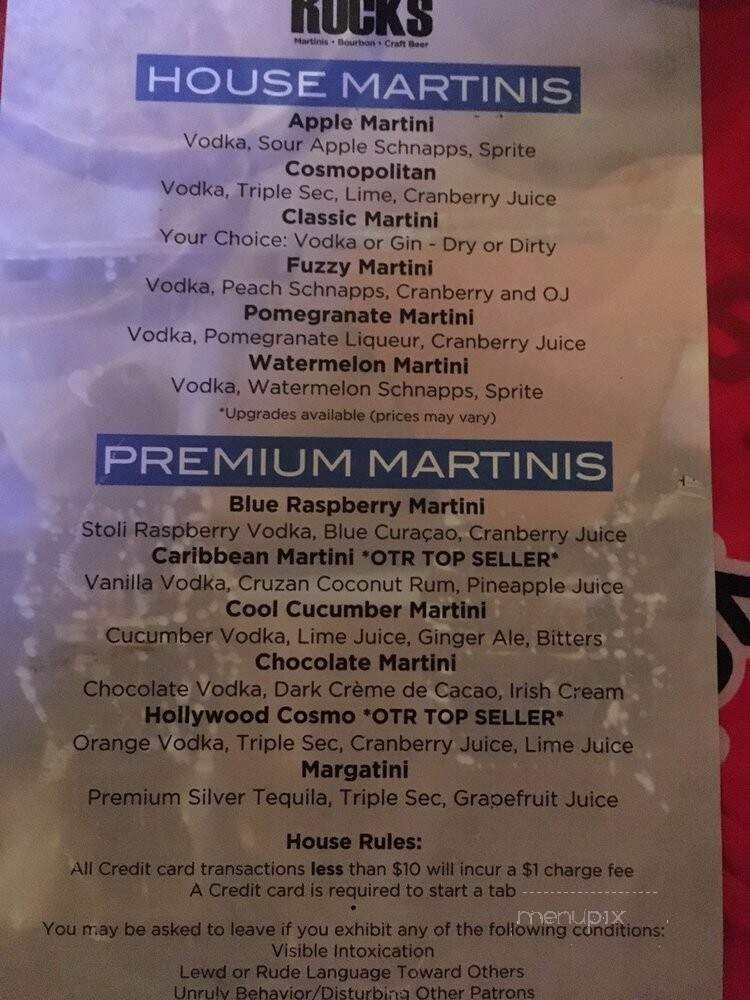 ROCKS
Martinis • Bourbon • Craft Beer
HOUSE MARTINIS
Apple Martini
Vodka, Sour Apple Schnapps, Sprite
Cosmopolitan
Vodka, Triple Sec, Lime, Cranberry Juice
Classic Martini
Your Choice: Vodka or Gin - Dry or Dirty
Fuzzy Martini
Vodka, Peach Schnapps, Cranberry and OJ
Pomegranate Martini
Vodka, Pomegranate Liqueur, Cranberry Juice
Watermelon Martini
Vodka, Watermelon Schnapps, Sprite
*Upgrades available (prices may vary)
PREMIUM MARTINIS
Blue Raspberry Martini
Stoli Raspberry Vodka, Blue Curaçao, Cranberry Juice
Caribbean Martini *OTR TOP SELLER*
Vanilla Vodka, Cruzan Coconut Rum, Pineapple Juice
Cool Cucumber Martini
Cucumber Vodka, Lime Juice, Ginger Ale, Bitters
Chocolate Martini
Chocolate Vodka, Dark Crème de Cacao, Irish Cream
Hollywood Cosmo *OTR TOP SELLER*
Orange Vodka, Triple Sec, Cranberry Juice, Lime Juice
Margatini
Premium Silver Tequila, Triple Sec, Grapefruit Juice
House Rules:
All Credit card transactions less than $10 will incur a $1 charge fee
A Credit card is required to start a tab
•
menupix
You may be asked to leave if you exhibit any of the following conditions:
Visible Intoxication
Lewd or Rude Language Toward Others
Unruly Behavior/Disturbing Other Patrons